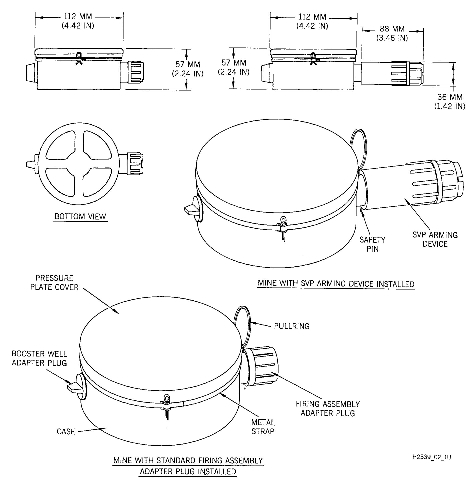 112 MM
(4.42 IN)
57 MM
(2.24 IN)
112 MM
(4.42 IN)
88 MM
(3.46 IN)
57 MM
(2.24 IN)
36 MM
(1.42 IN)
BOTTOM VIEW
SAFETY
PIN
SVP ARMING
DEVICE
MINE WITH SVP ARMING DEVICE INSTALLED
PRESSURE
PLATE COVER
PULLRING
BOOSTER WELL
ADAPTER PLUG
FIRING ASSEMBLY
ADAPTER PLUG
METAL
STRAP
CASE
MINE WITH STANDARD FIRING ASSEMBLY
ADAPTER PLUG INSTALLED